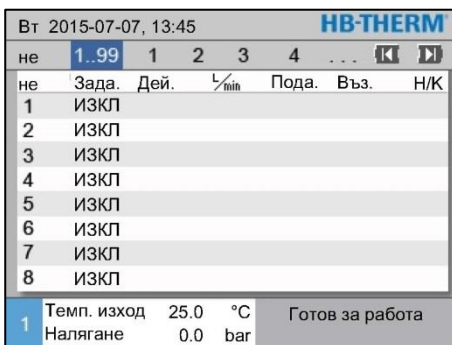 Вт 2015-07-07, 13:45 HB-THERM
не 1..99 1 2 3 4 ...
не Зада. Дей. L/min Пода. Въз. Н/К
1 ИЗКЛ
2 ИЗКЛ
3 ИЗКЛ
4 ИЗКЛ
5 ИЗКЛ
6 ИЗКЛ
7 ИЗКЛ
8 ИЗКЛ
1 Темп. изход 25.0 °C Готов за работа
Налягане 0.0 bar